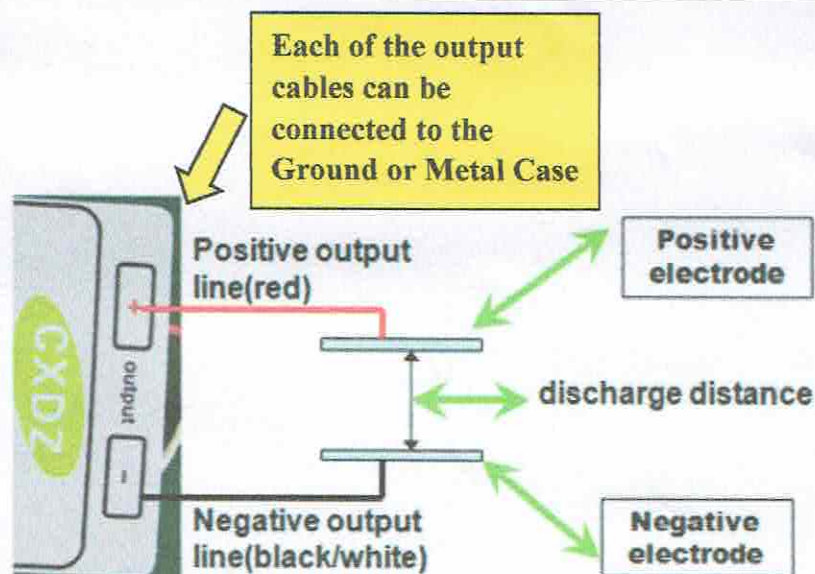 Each of the output
cables can be
connected to the
Ground or Metal Case
Positive output
line(red)
Positive
electrode
+
output
CXD2
-
discharge distance
Negative output
line(black/white)
Negative
electrode